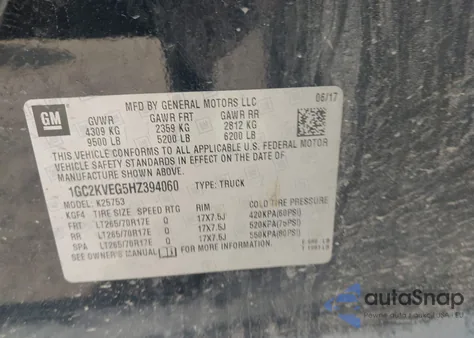 MFD BY GENERAL MOTORS LLC 06/17
GM
GVWR GAWR FRT GAWR RR
4309 KG 2359 KG 2812 KG
9500 LB 5200 LB 6200 LB
THIS VEHICLE CONFORMS TO ALL APPLICABLE U.S. FEDERAL MOTOR
VEHICLE SAFETY STANDARDS IN EFFECT ON THE DATE OF
MANUFACTURE SHOWN ABOVE.
1GC2KVEG5HZ394060 TYPE: TRUCK
MODEL: K25753
KGF4 TIRE SIZE SPEED RTG RIM COLD TIRE PRESSURE
FRT LT265/70R17E Q 17X7.5J 420KPA(60PSI)
RR LT265/70R17E Q 17X7.5J
SPA LT265/70R17E Q 17X7.5J 550KPA(80PSI)
SEE OWNER'S MANUAL FOR MORE INFORMATION.
autoSnap